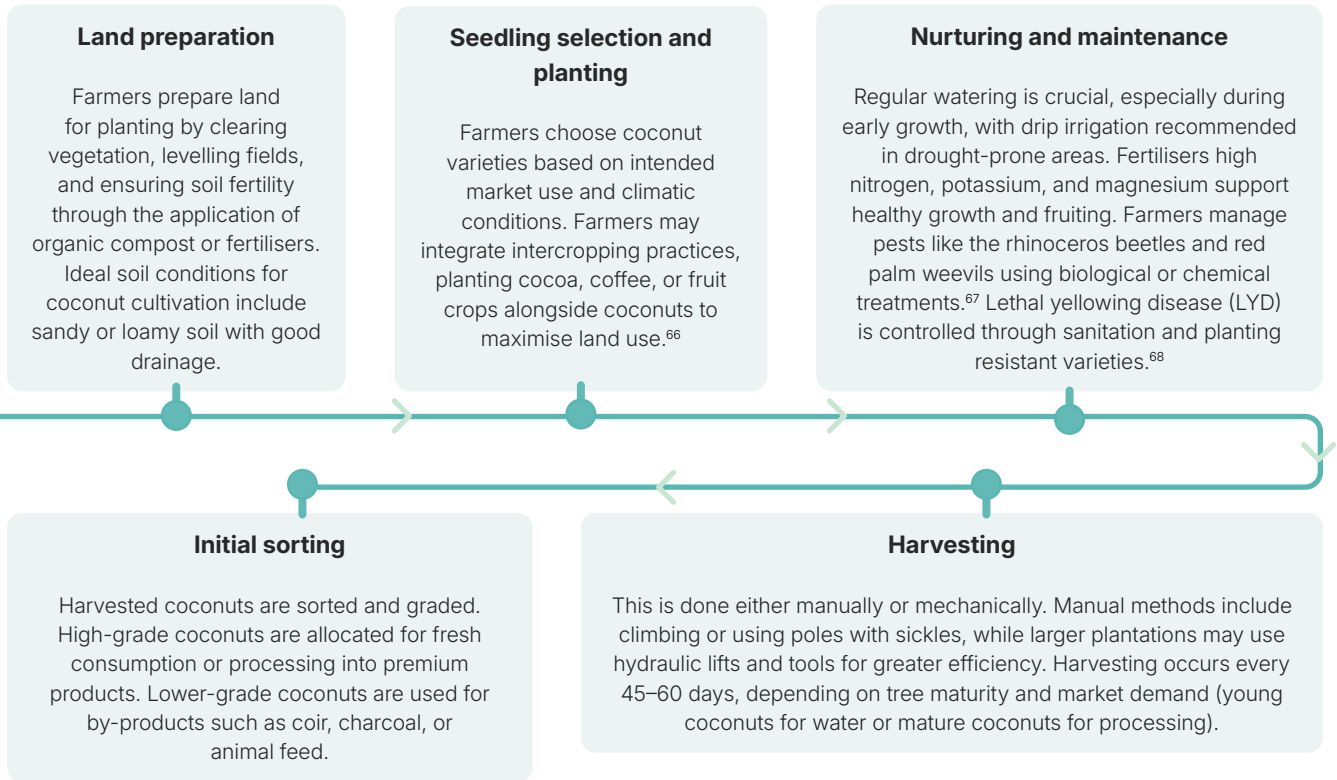 Land preparation
Farmers prepare land
for planting by clearing
vegetation, levelling fields,
and ensuring soil fertility
through the application of
organic compost or fertilisers.
Ideal soil conditions for
coconut cultivation include
sandy or loamy soil with good
drainage.
Seedling selection and
planting
Farmers choose coconut
varieties based on intended
market use and climatic
conditions. Farmers may
integrate intercropping practices,
planting cocoa, coffee, or fruit
crops alongside coconuts to
maximise land use.⁶⁶
Nurturing and maintenance
Regular watering is crucial, especially during
early growth, with drip irrigation recommended
in drought-prone areas. Fertilisers high
nitrogen, potassium, and magnesium support
healthy growth and fruiting. Farmers manage
pests like the rhinoceros beetles and red
palm weevils using biological or chemical
treatments.⁶⁷ Lethal yellowing disease (LYD)
is controlled through sanitation and planting
resistant varieties.⁶⁸
Harvesting
This is done either manually or mechanically. Manual methods include
climbing or using poles with sickles, while larger plantations may use
hydraulic lifts and tools for greater efficiency. Harvesting occurs every
45–60 days, depending on tree maturity and market demand (young
coconuts for water or mature coconuts for processing).
Initial sorting
Harvested coconuts are sorted and graded.
High-grade coconuts are allocated for fresh
consumption or processing into premium
products. Lower-grade coconuts are used for
by-products such as coir, charcoal, or
animal feed.